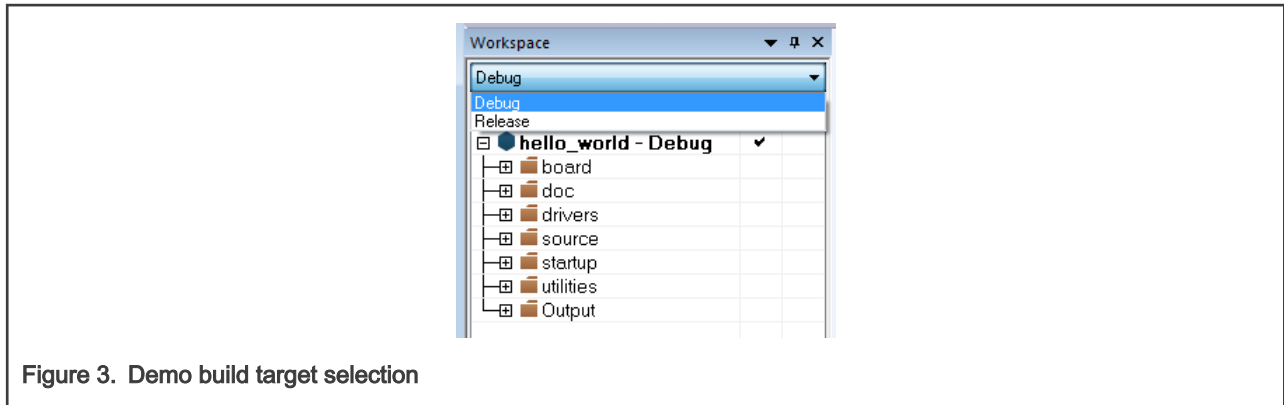 Workspace
Debug
Debug
Release
hello_world - Debug
board
doc
drivers
source
startup
utilities
Output
Figure 3. Demo build target selection